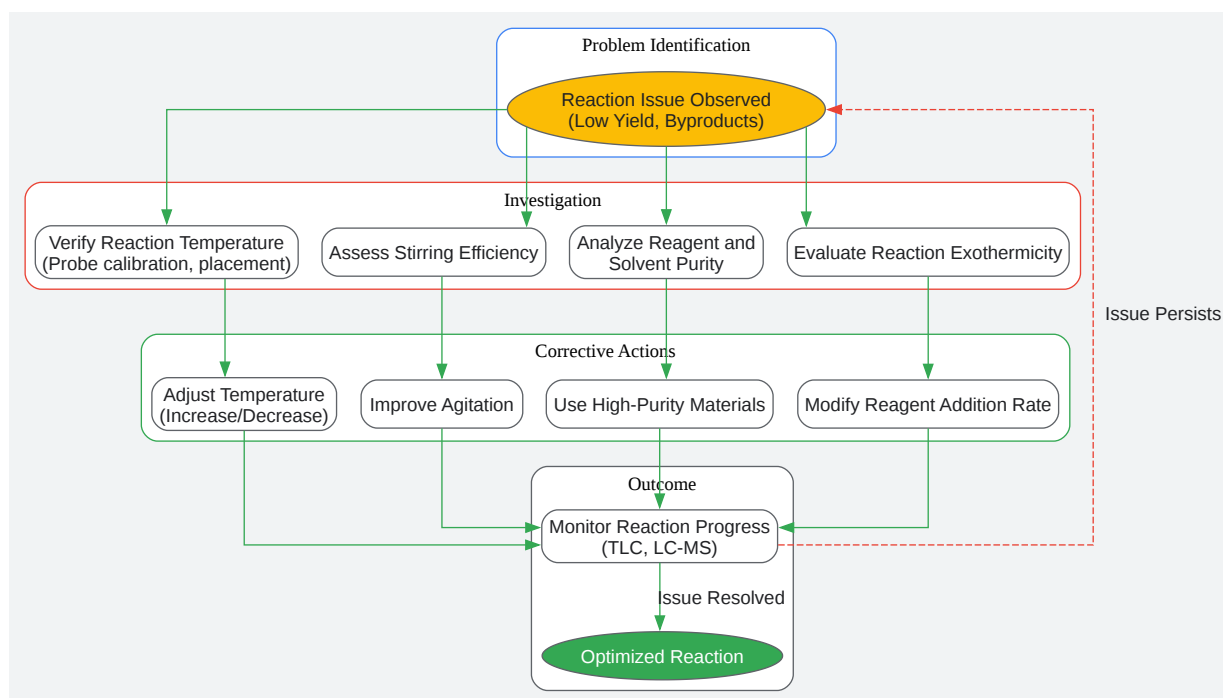 Problem Identification
Reaction Issue Observed
(Low Yield, Byproducts)
Investigation
Verify Reaction Temperature
(Probe calibration, placement)
Assess Stirring Efficiency
Analyze Reagent and
Solvent Purity
Evaluate Reaction Exothermicity
Issue Persists
Corrective Actions
Adjust Temperature
(Increase/Decrease)
Improve Agitation
Use High-Purity Materials
Modify Reagent Addition Rate
Outcome
Monitor Reaction Progress
(TLC, LC-MS)
Issue Resolved
Optimized Reaction